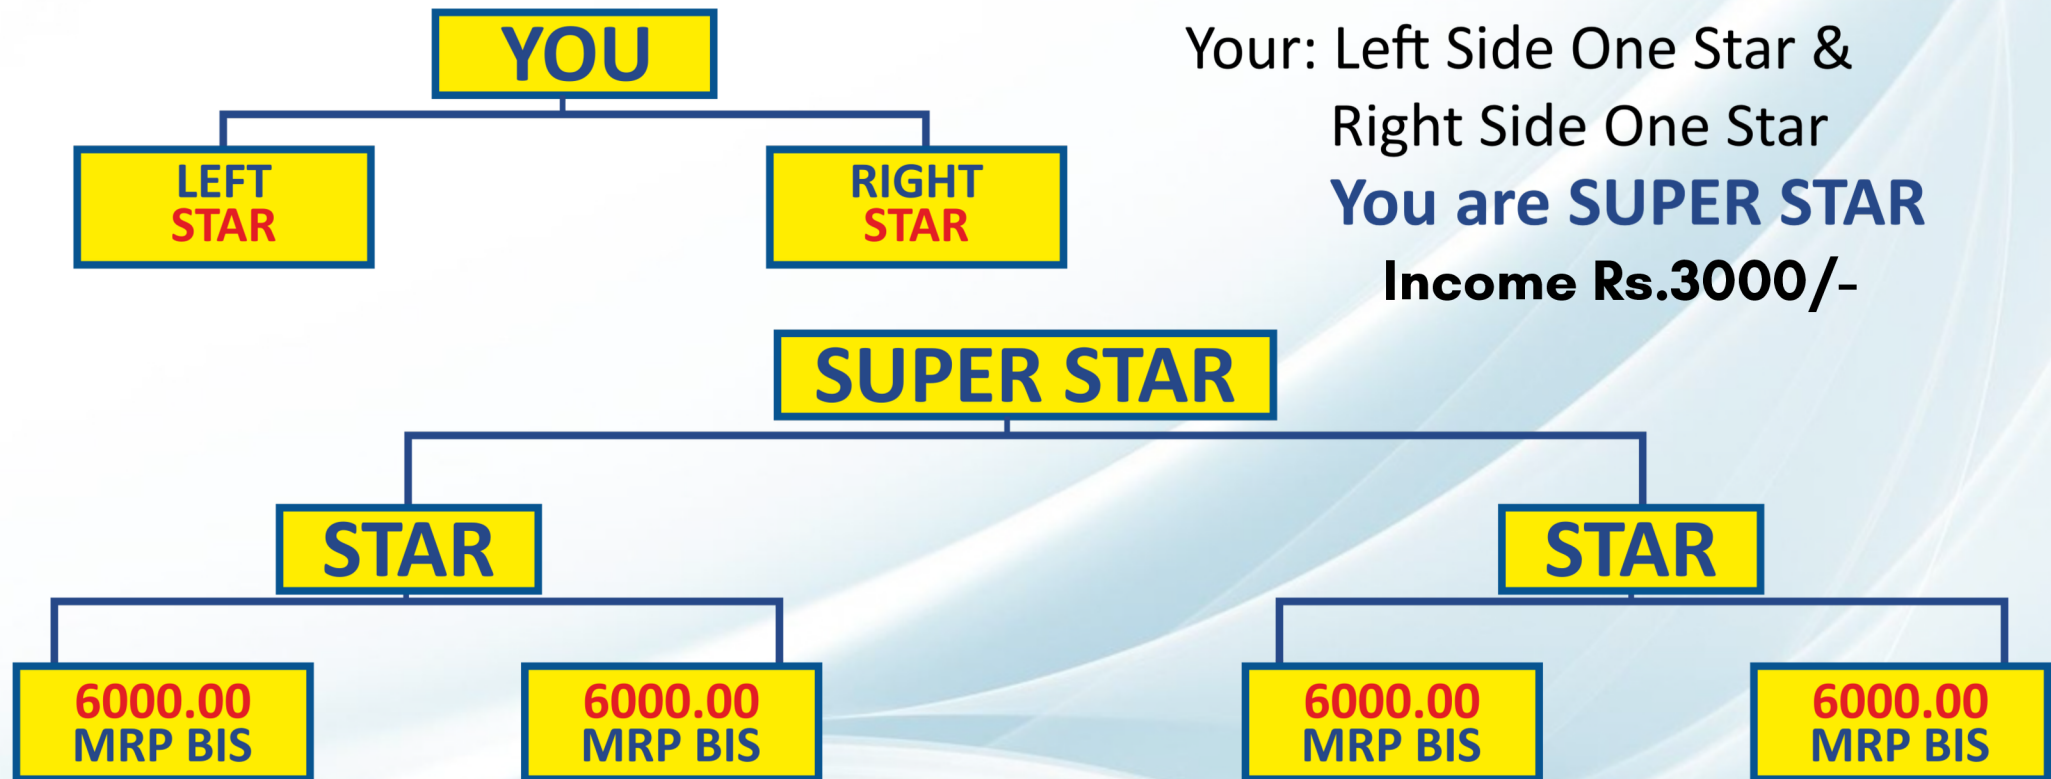 YOU
LEFT
STAR
RIGHT
STAR
Your: Left Side One Star &
Right Side One Star
You are SUPER STAR
Income Rs.3000/-
SUPER STAR
STAR
STAR
6000.00
MRP BIS
6000.00
MRP BIS
6000.00
MRP BIS
6000.00
MRP BIS